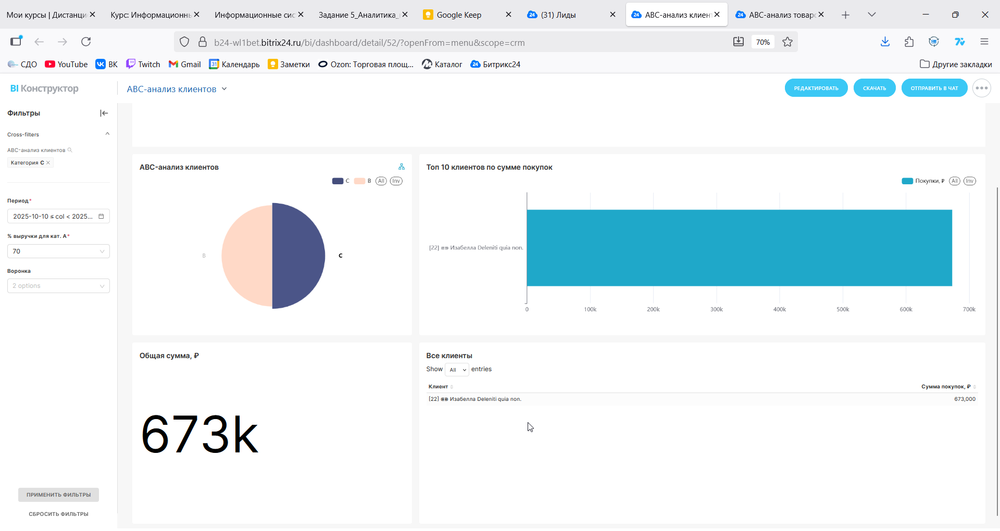 Мои курсы | Дистанци
Курс: Информационнь
Информационные сис
Задание 5_Аналитика_
Google Keep
24 (31) Лиды
24 ABC-анализ клиент
24 ABC-анализ товаро
b24-wl1bet.bitrix24.ru/bi/dashboard/detail/52/?openFrom=menu&scope=crm
70%
СДО
YouTube
ВК
Twitch
Gmail
31 Календарь
Заметки
Ozon: Торговая площ...
Каталог
24 Битрикс24
Другие закладки
BI Конструктор
ABC-анализ клиентов
РЕДАКТИРОВАТЬ
СКАЧАТЬ
ОТПРАВИТЬ В ЧАТ
Фильтры
Cross-filters
ABC-анализ клиентов
Категория C
Период*
2025-10-10 ≤ col < 2025...
% выручки для кат. A*
70
Воронка
2 options
ПРИМЕНИТЬ ФИЛЬТРЫ
СБРОСИТЬ ФИЛЬТРЫ
ABC-анализ клиентов
C B All Inv
B
C
Топ 10 клиентов по сумме покупок
Покупки, ₽ All Inv
[22] Изабелла Deleniti quia non.
0 100k 200k 300k 400k 500k 600k 700k
Общая сумма, ₽
673k
Все клиенты
Show All entries
Клиент Сумма покупок, ₽
[22] Изабелла Deleniti quia non. 673,000